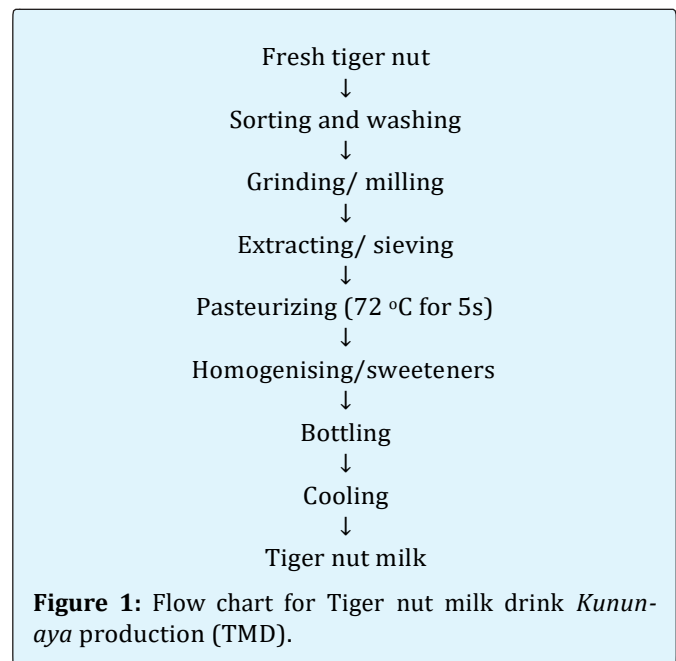 Fresh tiger nut
↓
Sorting and washing
↓
Grinding/ milling
↓
Extracting/ sieving
↓
Pasteurizing (72 ºC for 5s)
↓
Homogenising/sweeteners
↓
Bottling
↓
Cooling
↓
Tiger nut milk
Figure 1: Flow chart for Tiger nut milk drink Kunun-
aya production (TMD).